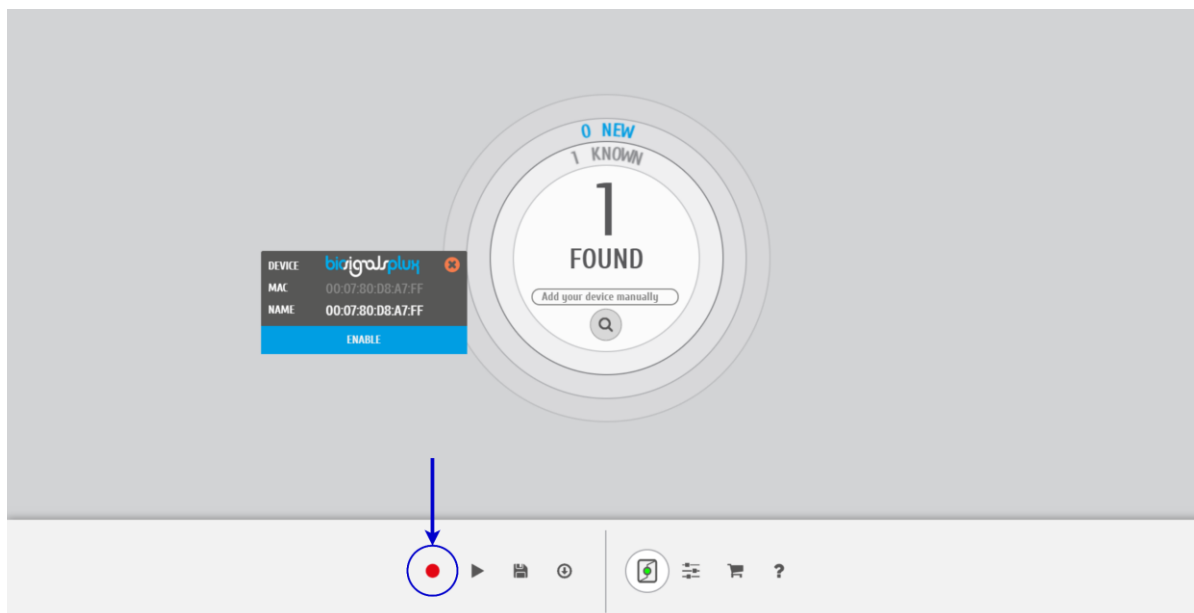 0 NEW
1 KNOWN
1
FOUND
Add your device manually
DEVICE biosignalsplux
MAC 00:07:80:D8:A7:FF
NAME 00:07:80:D8:A7:FF
ENABLE
?